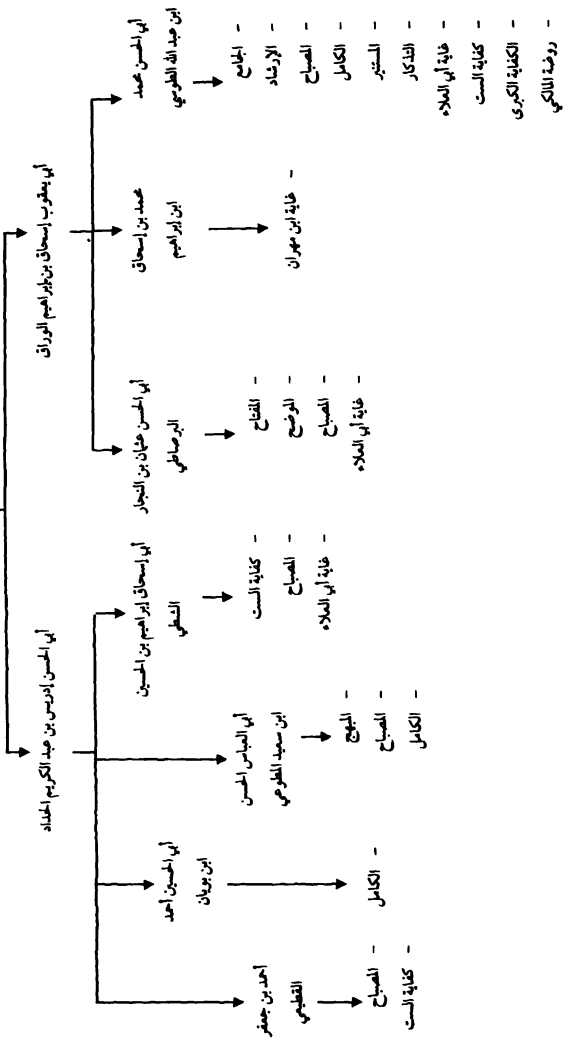 أبي يعقوب إسحاق بن إبراهيم الوراق
أبي الحسن محمد
ابن عبد الله الطوسي
- الجامع
- الإرشاد
- المصباح
- الكامل
- المستنير
- التذكار
- غاية أبي العلاء
- كفاية الست
- الكفاية الكبرى
- روضة المالكي
محمد بن إسحاق
ابن إبراهيم
- غاية ابن مهران
أبي الحسن عثمان بن النجار
البرصاطي
- المفتاح
- الموضح
- المصباح
- غاية أبي العلاء
أبي الحسن إدريس بن عبد الكريم الحداد
أبي إسحاق إبراهيم بن الحسين
الشطي
- كفاية الست
- المصباح
- غاية أبي العلاء
أبي العباس الحسن
ابن سعيد المطوعي
- المبهج
- المصباح
- الكامل
أبي الحسين أحمد
ابن بويان
- الكامل
أحمد بن جعفر
القطيعي
- المصباح
- كفاية الست